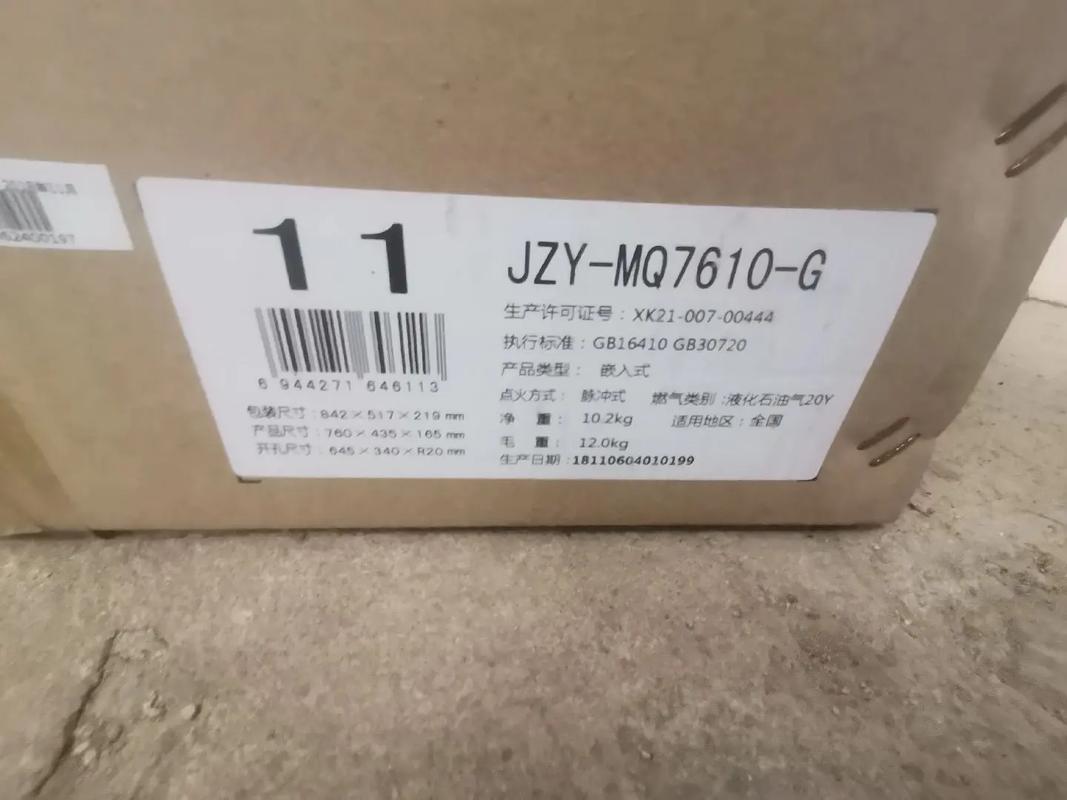 62400197
11
6 944271 646113
包装尺寸:842×517×219 mm
产品尺寸:760×435×165 mm
开孔尺寸:645×340×R20 mm
JZY-MQ7610-G
生产许可证号:XK21-007-00444
执行标准:GB16410 GB30720
产品类型: 嵌入式
点火方式: 脉冲式 燃气类别:液化石油气20Y
净 重: 10.2kg 适用地区:全国
毛 重: 12.0kg
生产日期:18110604010199